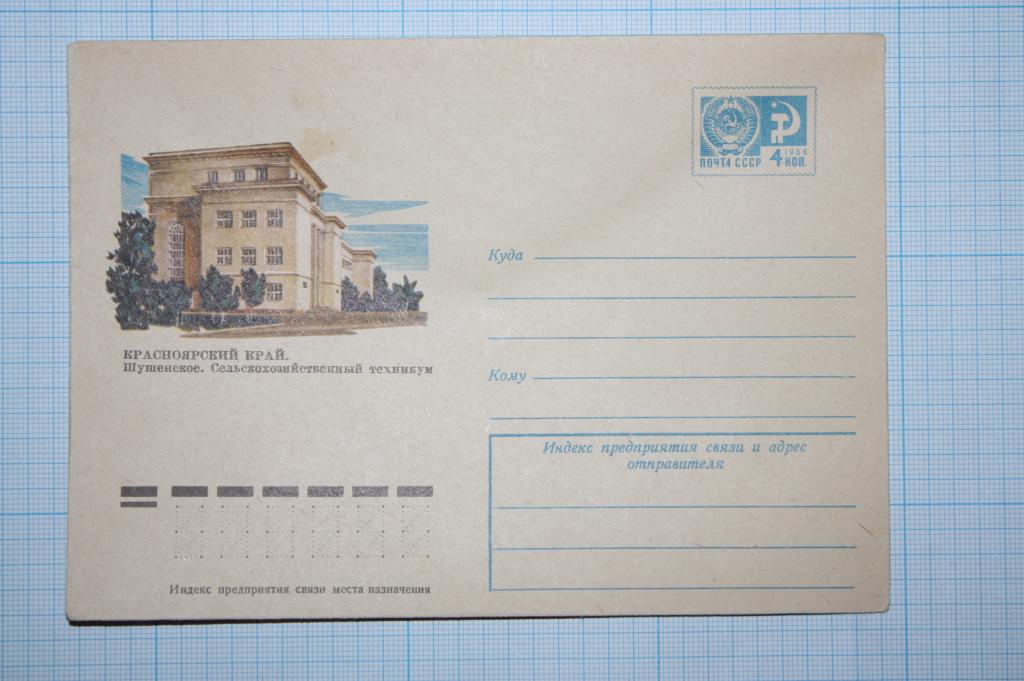 ПОЧТА СССР
4 1966
КОП.
КРАСНОЯРСКИЙ КРАЙ.
Шушенское. Сельскохозяйственный техникум
Куда
Кому
Индекс предприятия связи и адрес
отправителя
Индекс предприятия связи места назначения